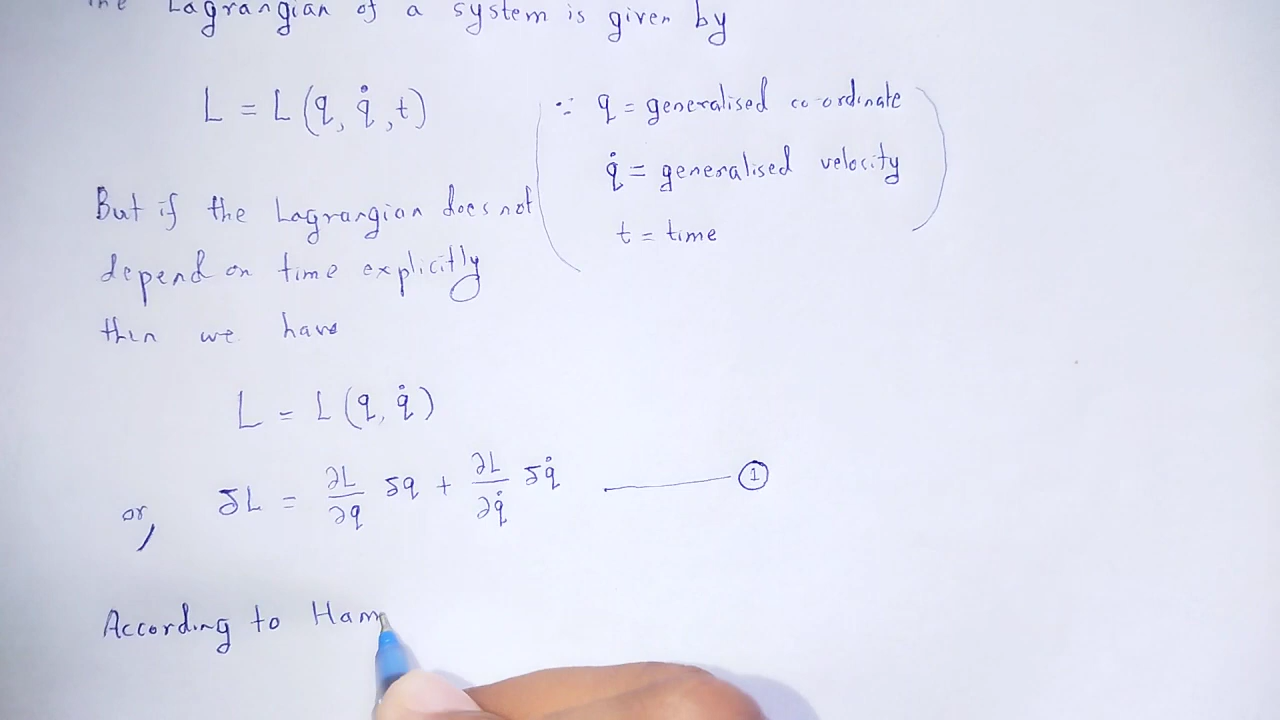 the Lagrangian of a system is given by
L = L(q, q̇, t)
∵ q = generalised co-ordinate
q̇ = generalised velocity
t = time
But if the Lagrangian does not
depend on time explicitly
then we have
L = L(q, q̇)
or, δL = ∂L/∂q δq + ∂L/∂q̇ δq̇ ——— ①
According to Ham